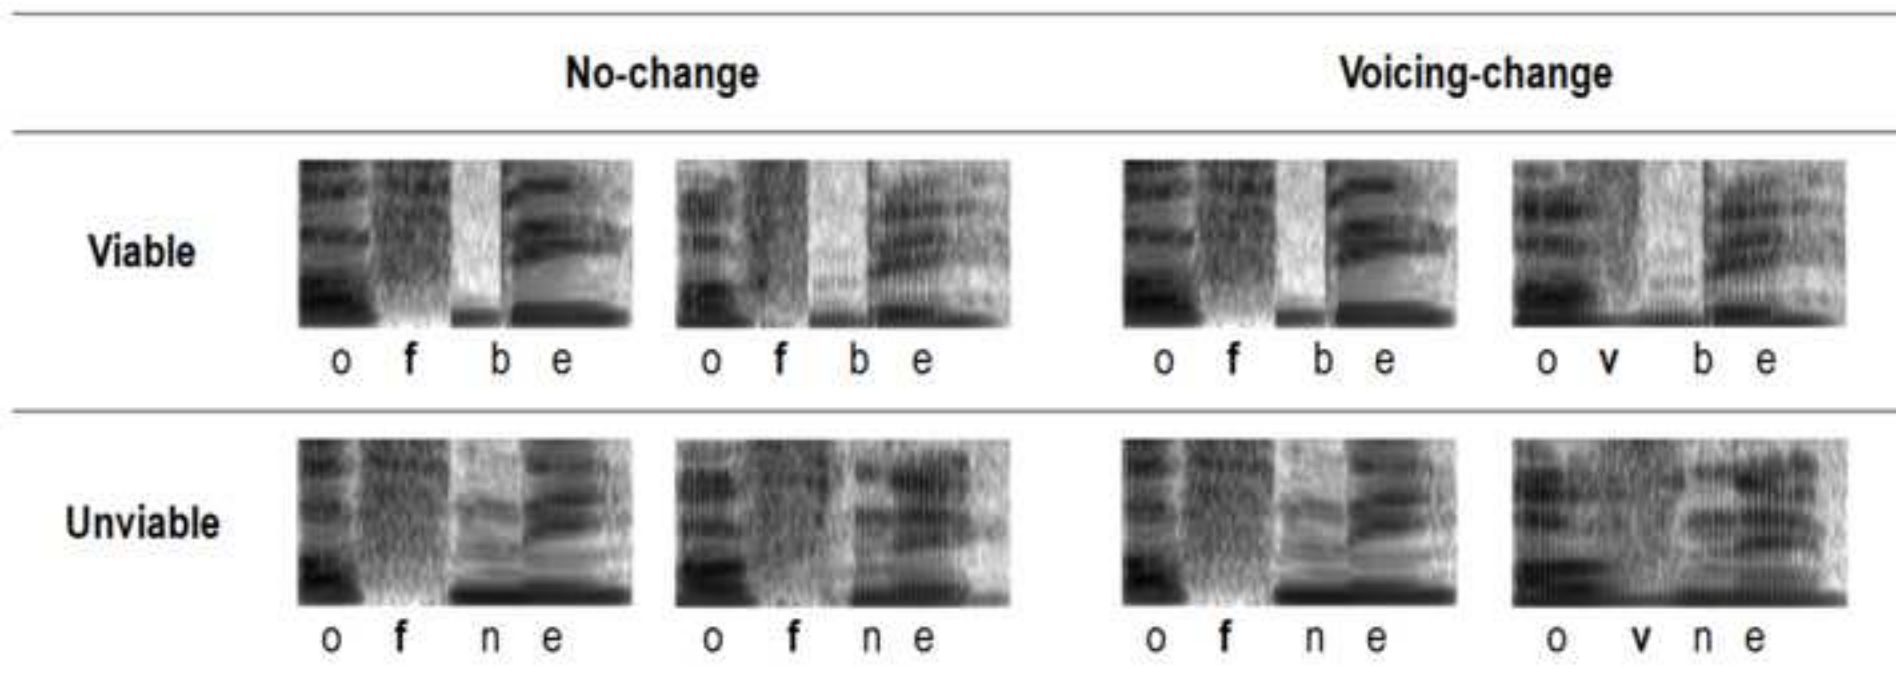 No-change Voicing-change
Viable
o f b e o f b e o f b e o v b e
Unviable
o f n e o f n e o f n e o v n e